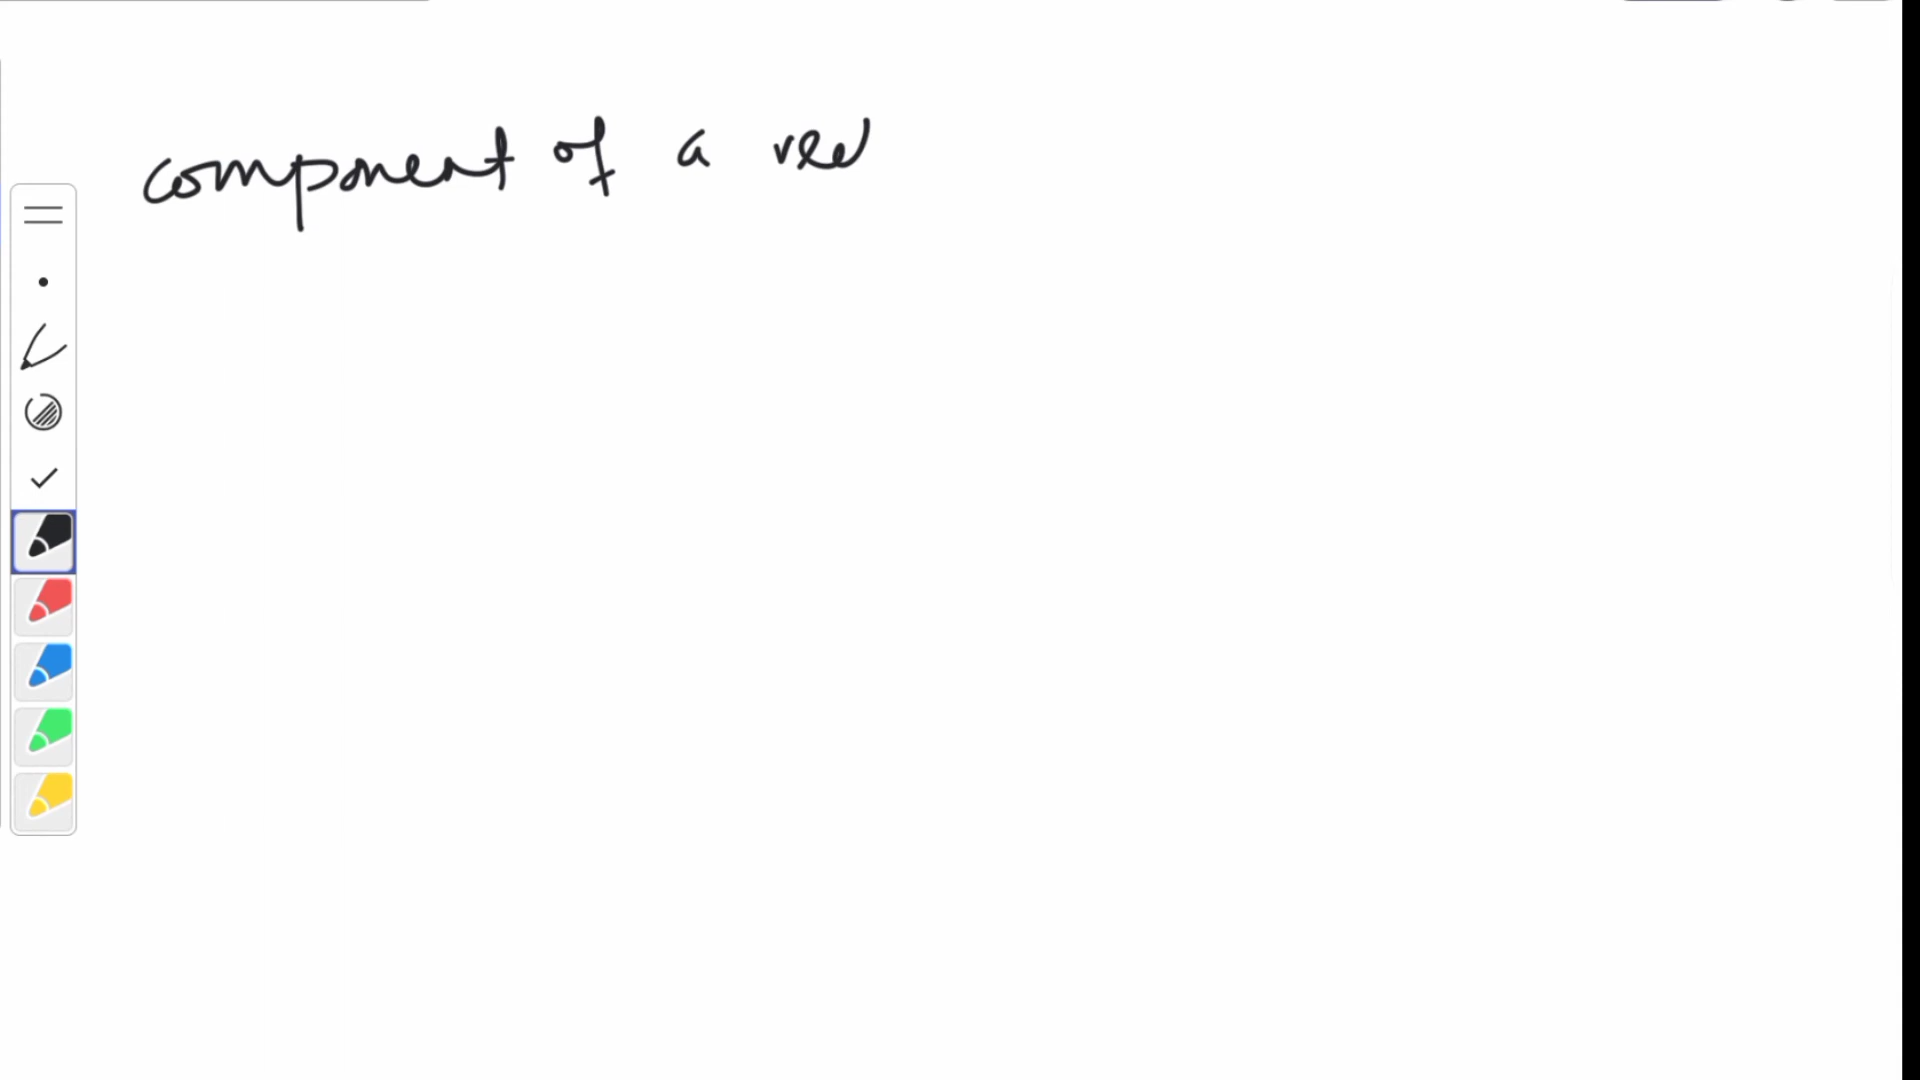 component of a vec